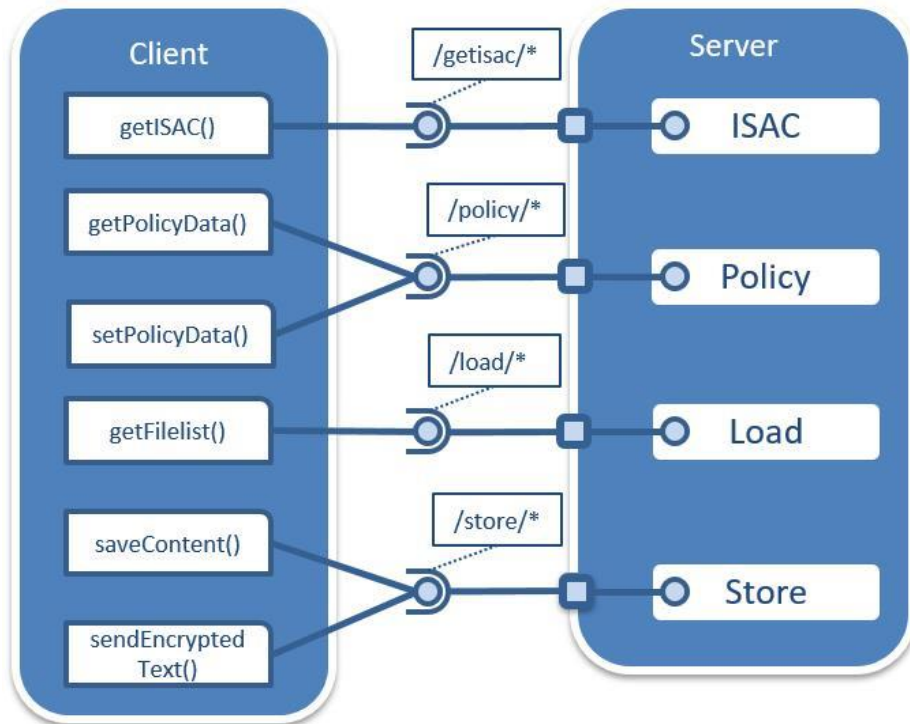 Client
Server
/getisac/*
getISAC()
ISAC
getPolicyData()
/policy/*
Policy
setPolicyData()
/load/*
getFilelist()
Load
/store/*
saveContent()
Store
sendEncrypted
Text()